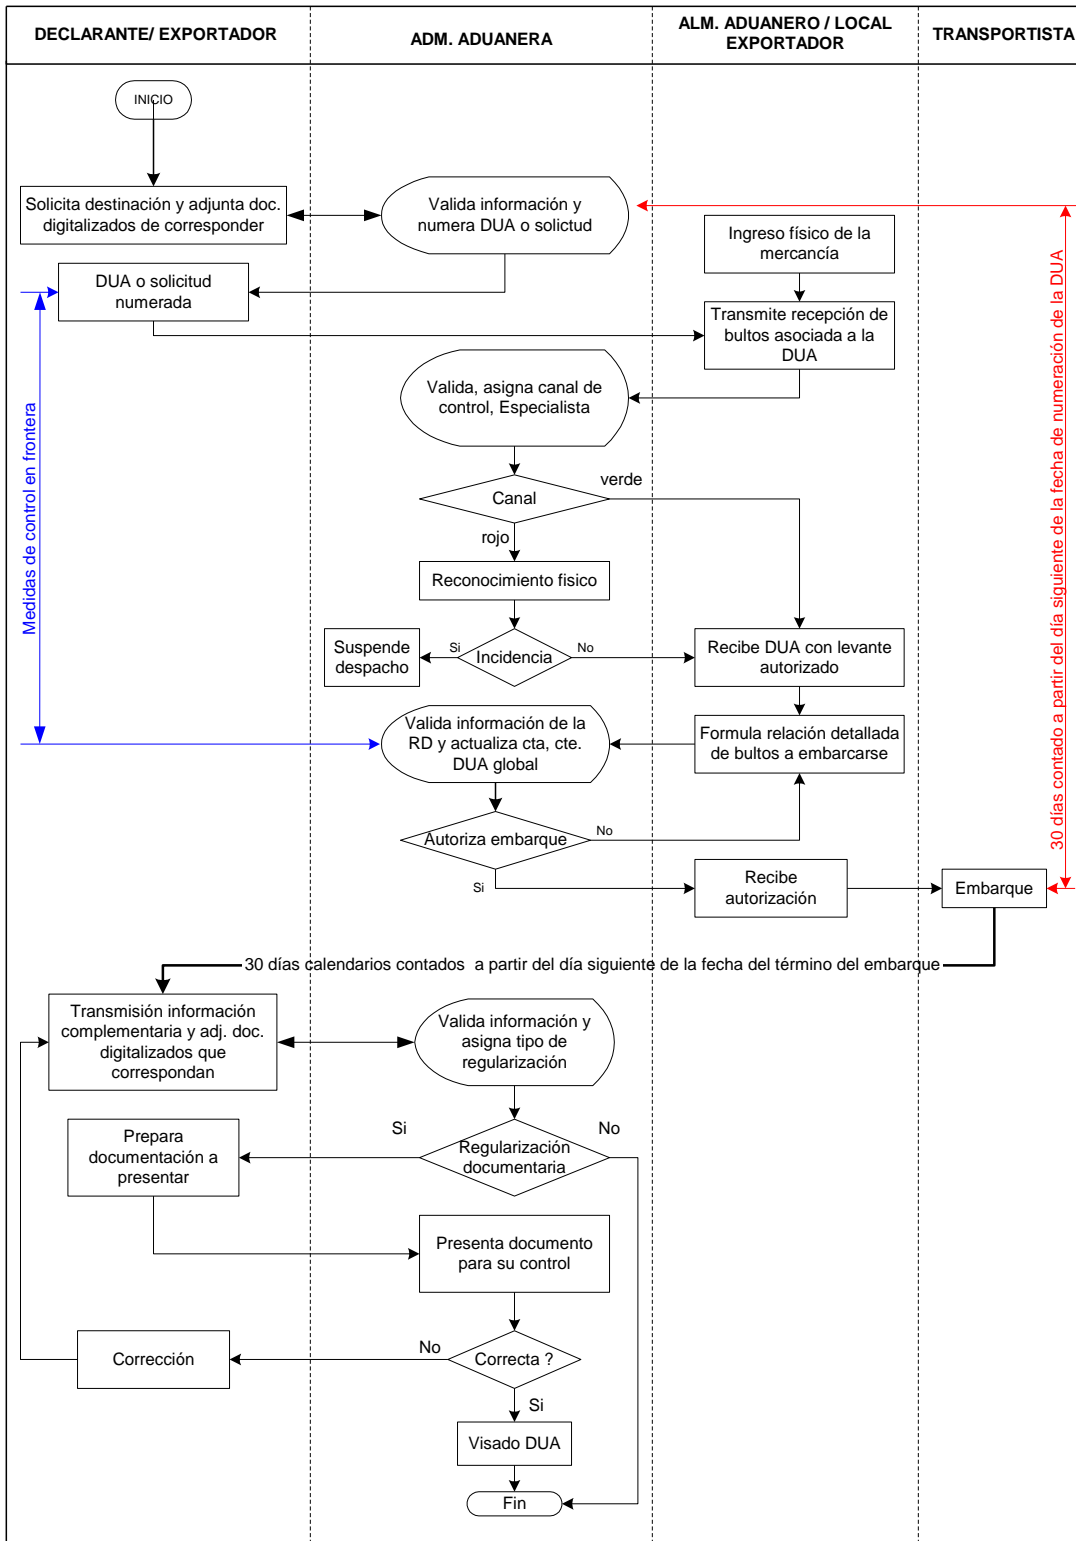 DECLARANTE/ EXPORTADOR
ADM. ADUANERA
ALM. ADUANERO / LOCAL
EXPORTADOR
TRANSPORTISTA
INICIO
Solicita destinación y adjunta doc.
digitalizados de corresponder
Valida información y
numera DUA o solictud
Ingreso físico de la
mercancía
DUA o solicitud
numerada
Transmite recepción de
bultos asociada a la
DUA
Valida, asigna canal de
control, Especialista
Canal
verde
rojo
Reconocimiento fisico
Suspende
despacho
Si
Incidencia
No
Recibe DUA con levante
autorizado
Medidas de control en frontera
30 días contado a partir del día siguiente de la fecha de numeración de la DUA
Valida información de la
RD y actualiza cta, cte.
DUA global
Formula relación detallada
de bultos a embarcarse
Autoriza embarque
No
Si
Recibe
autorización
Embarque
30 días calendarios contados a partir del día siguiente de la fecha del término del embarque
Transmisión información
complementaria y adj. doc.
digitalizados que
correspondan
Valida información y
asigna tipo de
regularización
Si
No
Prepara
documentación a
presentar
Regularización
documentaria
Presenta documento
para su control
Corrección
No
Correcta ?
Si
Visado DUA
Fin